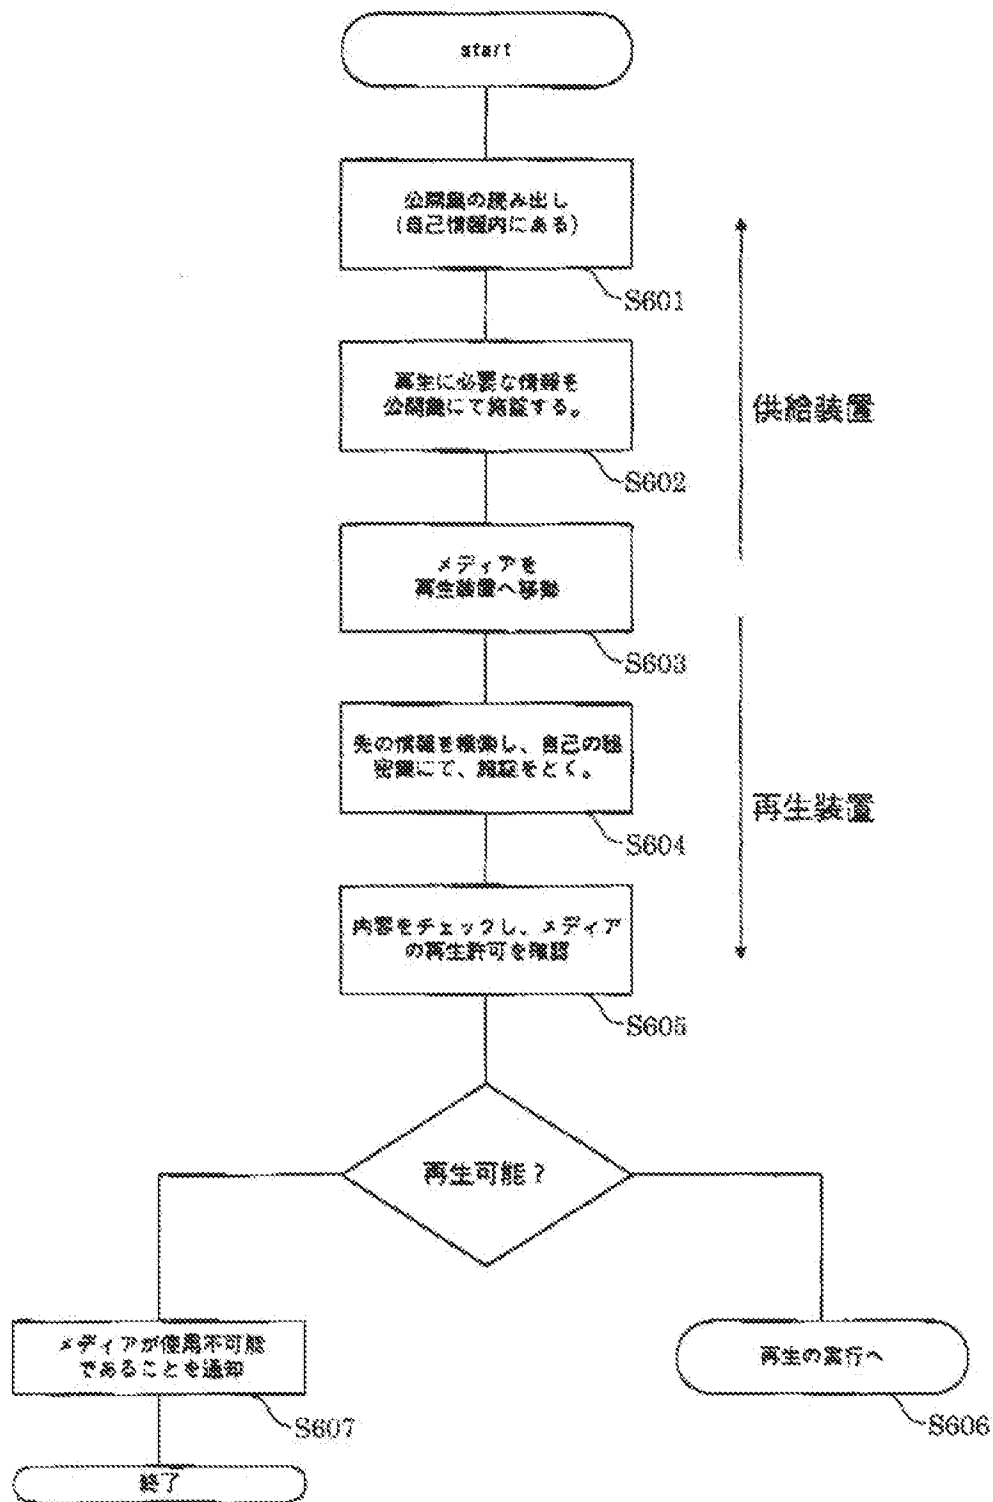 start
公開鍵の読み出し
(自己情報内にある)
S601
再生に必要な情報を
公開鍵にて施錠する。
S602
供給装置
メディアを
再生装置へ移動
S603
先の情報を検索し、自己の秘
密鍵にて、施錠をとく。
S604
再生装置
内容をチェックし、メディア
の再生許可を確認
S605
再生可能?
メディアが使用不可能
であることを通知
S607
再生の実行へ
S606
終了